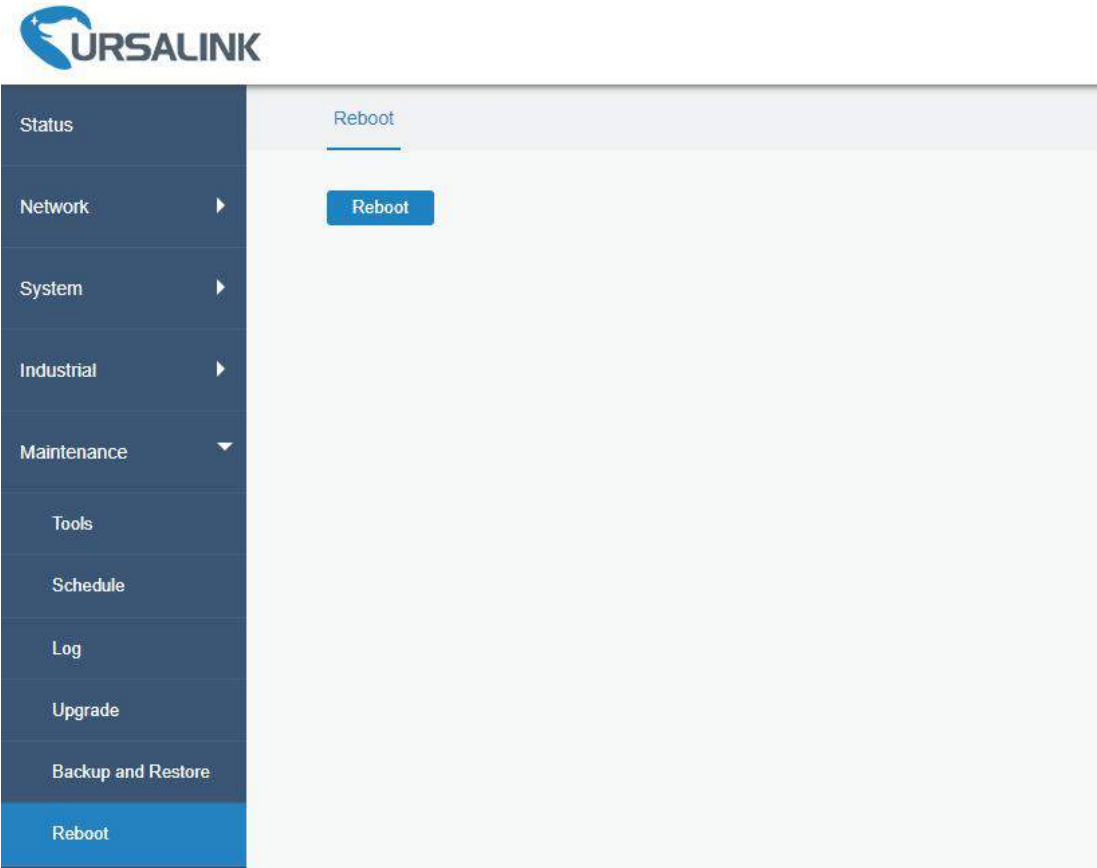 URSALINK
Status
Reboot
Network
Reboot
System
Industrial
Maintenance
Tools
Schedule
Log
Upgrade
Backup and Restore
Reboot